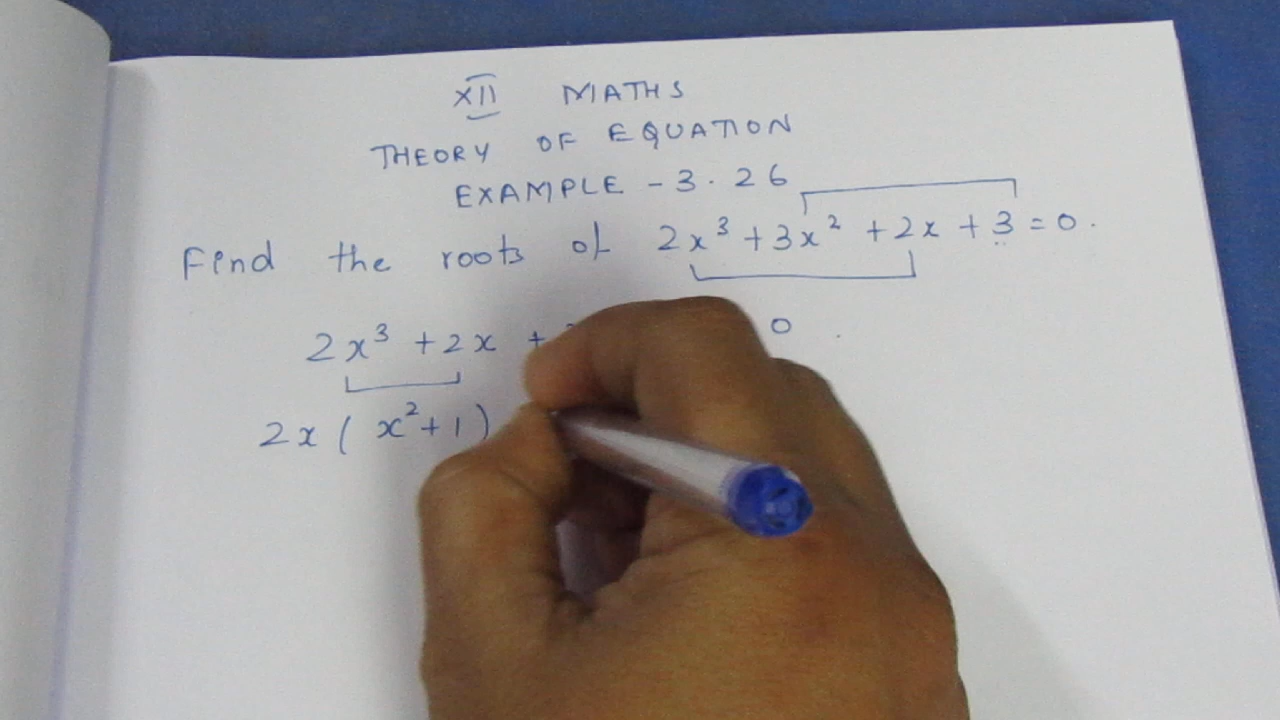 XII MATHS
THEORY OF EQUATION
EXAMPLE - 3.26
Find the roots of 2x³ + 3x² + 2x + 3 = 0.
2x³ + 2x + 0
2x ( x² + 1 )